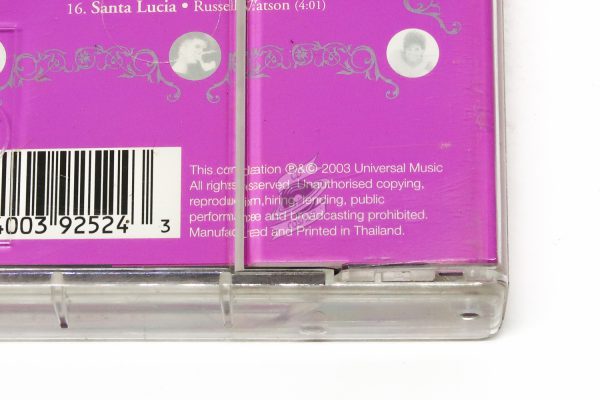 16. Santa Lucia • Russell Watson (4:01)
4003 92524 3
This compilation ℗&© 2003 Universal Music
All rights reserved. Unauthorised copying,
reproduction, hiring, lending, public
performance and broadcasting prohibited.
Manufactured and Printed in Thailand.